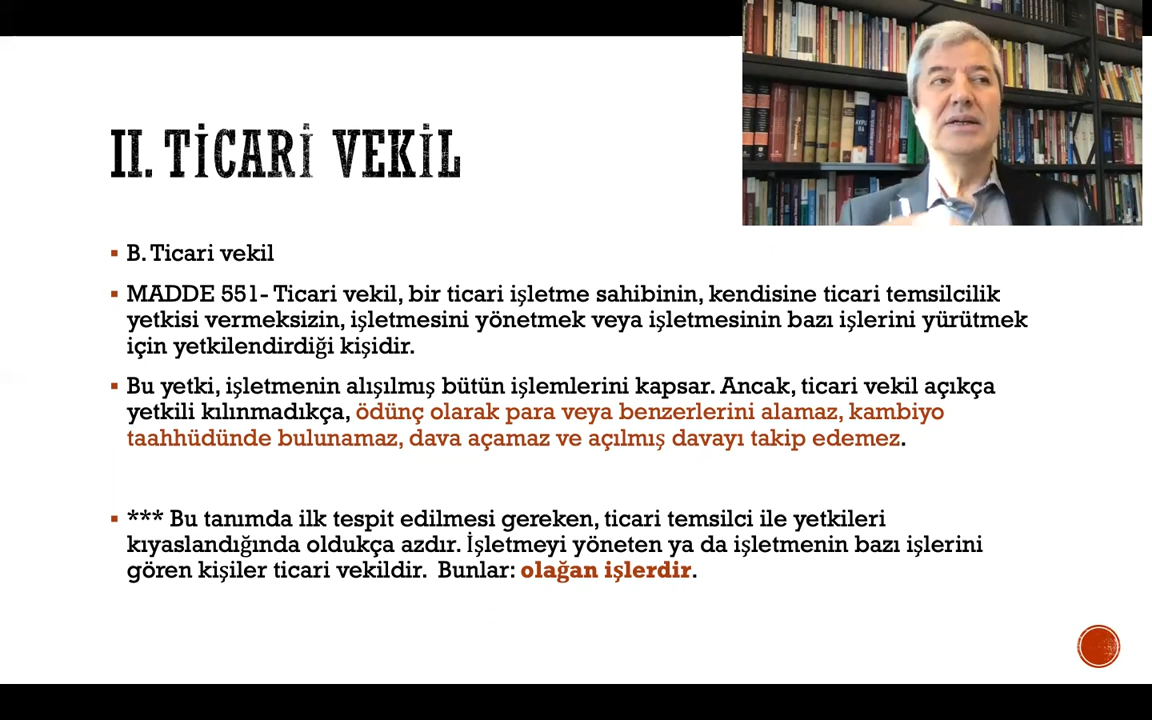 II. TİCARİ VEKİL
B. Ticari vekil
MADDE 551- Ticari vekil, bir ticari işletme sahibinin, kendisine ticari temsilcilik
yetkisi vermeksizin, işletmesini yönetmek veya işletmesinin bazı işlerini yürütmek
için yetkilendirdiği kişidir.
Bu yetki, işletmenin alışılmış bütün işlemlerini kapsar. Ancak, ticari vekil açıkça
yetkili kılınmadıkça, ödünç olarak para veya benzerlerini alamaz, kambiyo
taahhüdünde bulunamaz, dava açamaz ve açılmış davayı takip edemez.
*** Bu tanımda ilk tespit edilmesi gereken, ticari temsilci ile yetkileri
kıyaslandığında oldukça azdır. İşletmeyi yöneten ya da işletmenin bazı işlerini
gören kişiler ticari vekildir. Bunlar: olağan işlerdir.